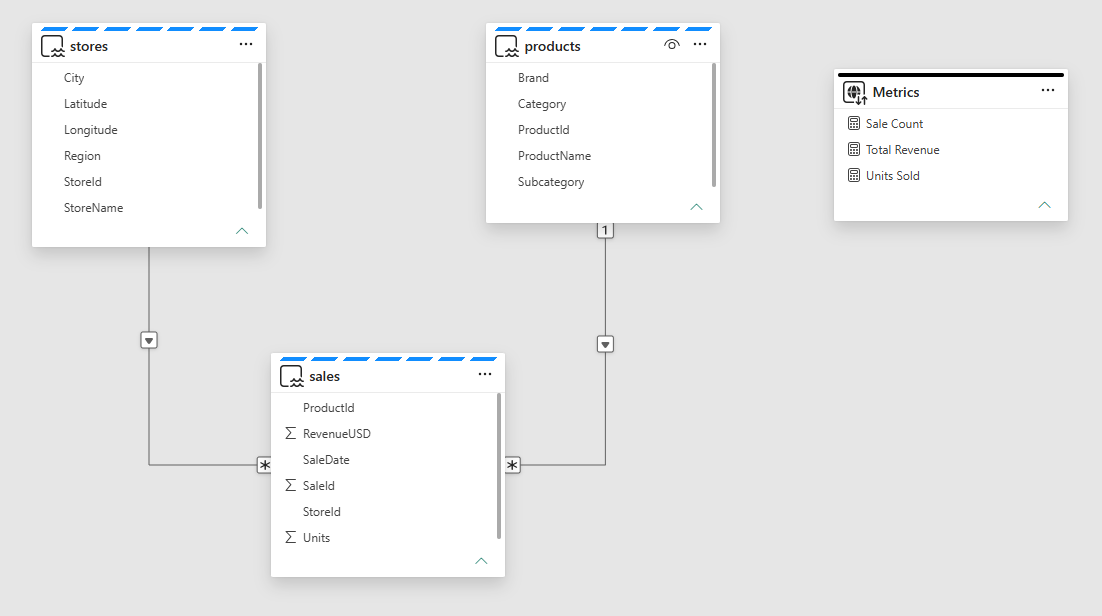 stores
City
Latitude
Longitude
Region
StoreId
StoreName
products
Brand
Category
ProductId
ProductName
Subcategory
1
Metrics
Sale Count
Total Revenue
Units Sold
sales
ProductId
∑ RevenueUSD
SaleDate
∑ SaleId
StoreId
∑ Units
*
*